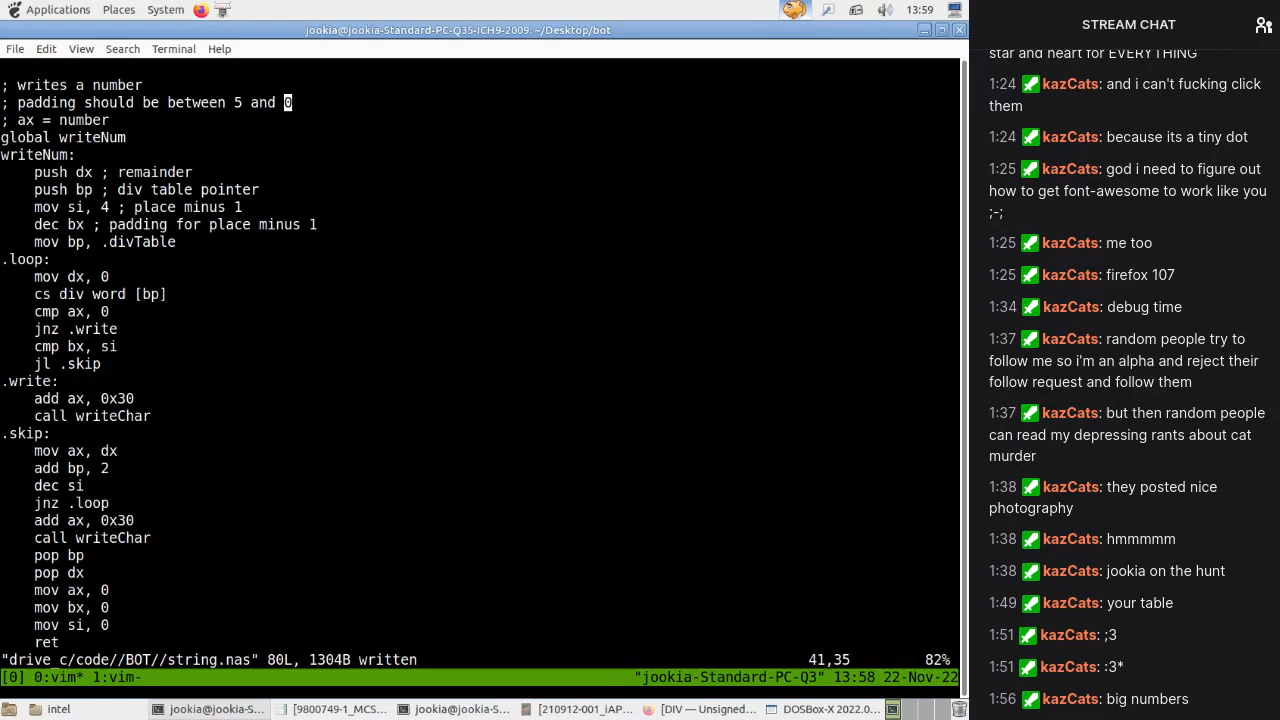 Applications Places System 13:59
jookia@jookia-Standard-PC-Q35-ICH9-2009: ~/Desktop/bot
File Edit View Search Terminal Help
; writes a number
; padding should be between 5 and 0
; ax = number
global writeNum
writeNum:
push dx ; remainder
push bp ; div table pointer
mov si, 4 ; place minus 1
dec bx ; padding for place minus 1
mov bp, .divTable
.loop:
mov dx, 0
cs div word [bp]
cmp ax, 0
jnz .write
cmp bx, si
jl .skip
.write:
add ax, 0x30
call writeChar
.skip:
mov ax, dx
add bp, 2
dec si
jnz .loop
add ax, 0x30
call writeChar
pop bp
pop dx
mov ax, 0
mov bx, 0
mov si, 0
ret
"drive_c/code//BOT//string.nas" 80L, 1304B written 41,35 82%
[0] 0:vim* 1:vim- "jookia-Standard-PC-Q3" 13:58 22-Nov-22
intel jookia@jookia-S... [980749-1_MCS... jookia@jookia-S... [210912-001_iAP... [DIV — Unsigned... DOSBox-X 2022.0...
STREAM CHAT
star and heart for EVERYTHING
1:24 kazCats: and i can't fucking click
them
1:24 kazCats: because its a tiny dot
1:25 kazCats: god i need to figure out
how to get font-awesome to work like you
;-;
1:25 kazCats: me too
1:25 kazCats: firefox 107
1:34 kazCats: debug time
1:37 kazCats: random people try to
follow me so i'm an alpha and reject their
follow request and follow them
1:37 kazCats: but then random people
can read my depressing rants about cat
murder
1:38 kazCats: they posted nice
photography
1:38 kazCats: hmmmmm
1:38 kazCats: jookia on the hunt
1:49 kazCats: your table
1:51 kazCats: ;3
1:51 kazCats: :3*
1:56 kazCats: big numbers